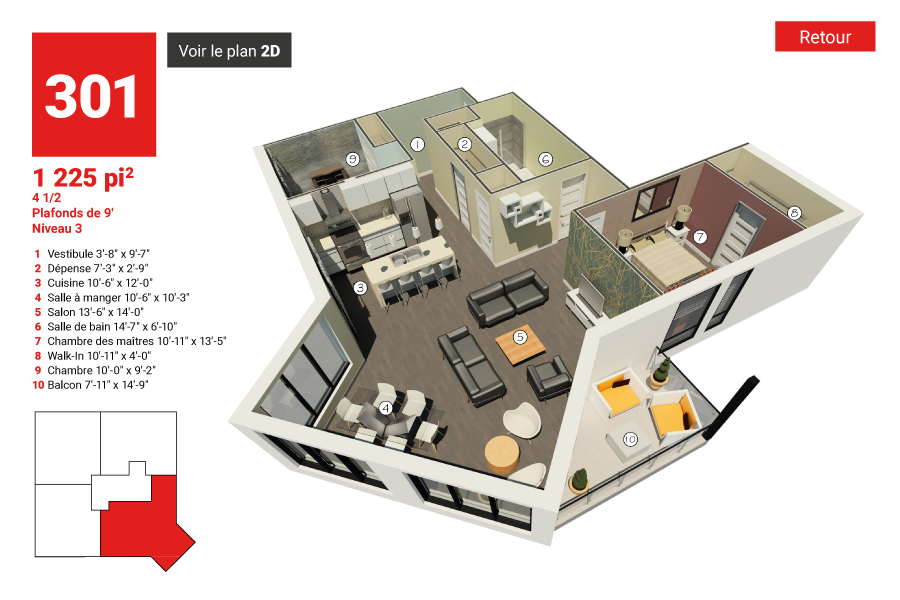 301
Voir le plan 2D
Retour
1 225 pi²
4 1/2
Plafonds de 9'
Niveau 3
1 Vestibule 3'-8" x 9'-7"
2 Dépense 7'-3" x 2'-9"
3 Cuisine 10'-6" x 12'-0"
4 Salle à manger 10'-6" x 10'-3"
5 Salon 13'-6" x 14'-0"
6 Salle de bain 14'-7" x 6'-10"
7 Chambre des maîtres 10'-11" x 13'-5"
8 Walk-In 10'-11" x 4'-0"
9 Chambre 10'-0" x 9'-2"
10 Balcon 7'-11" x 14'-9"
1
2
9
6
8
7
3
5
4
10